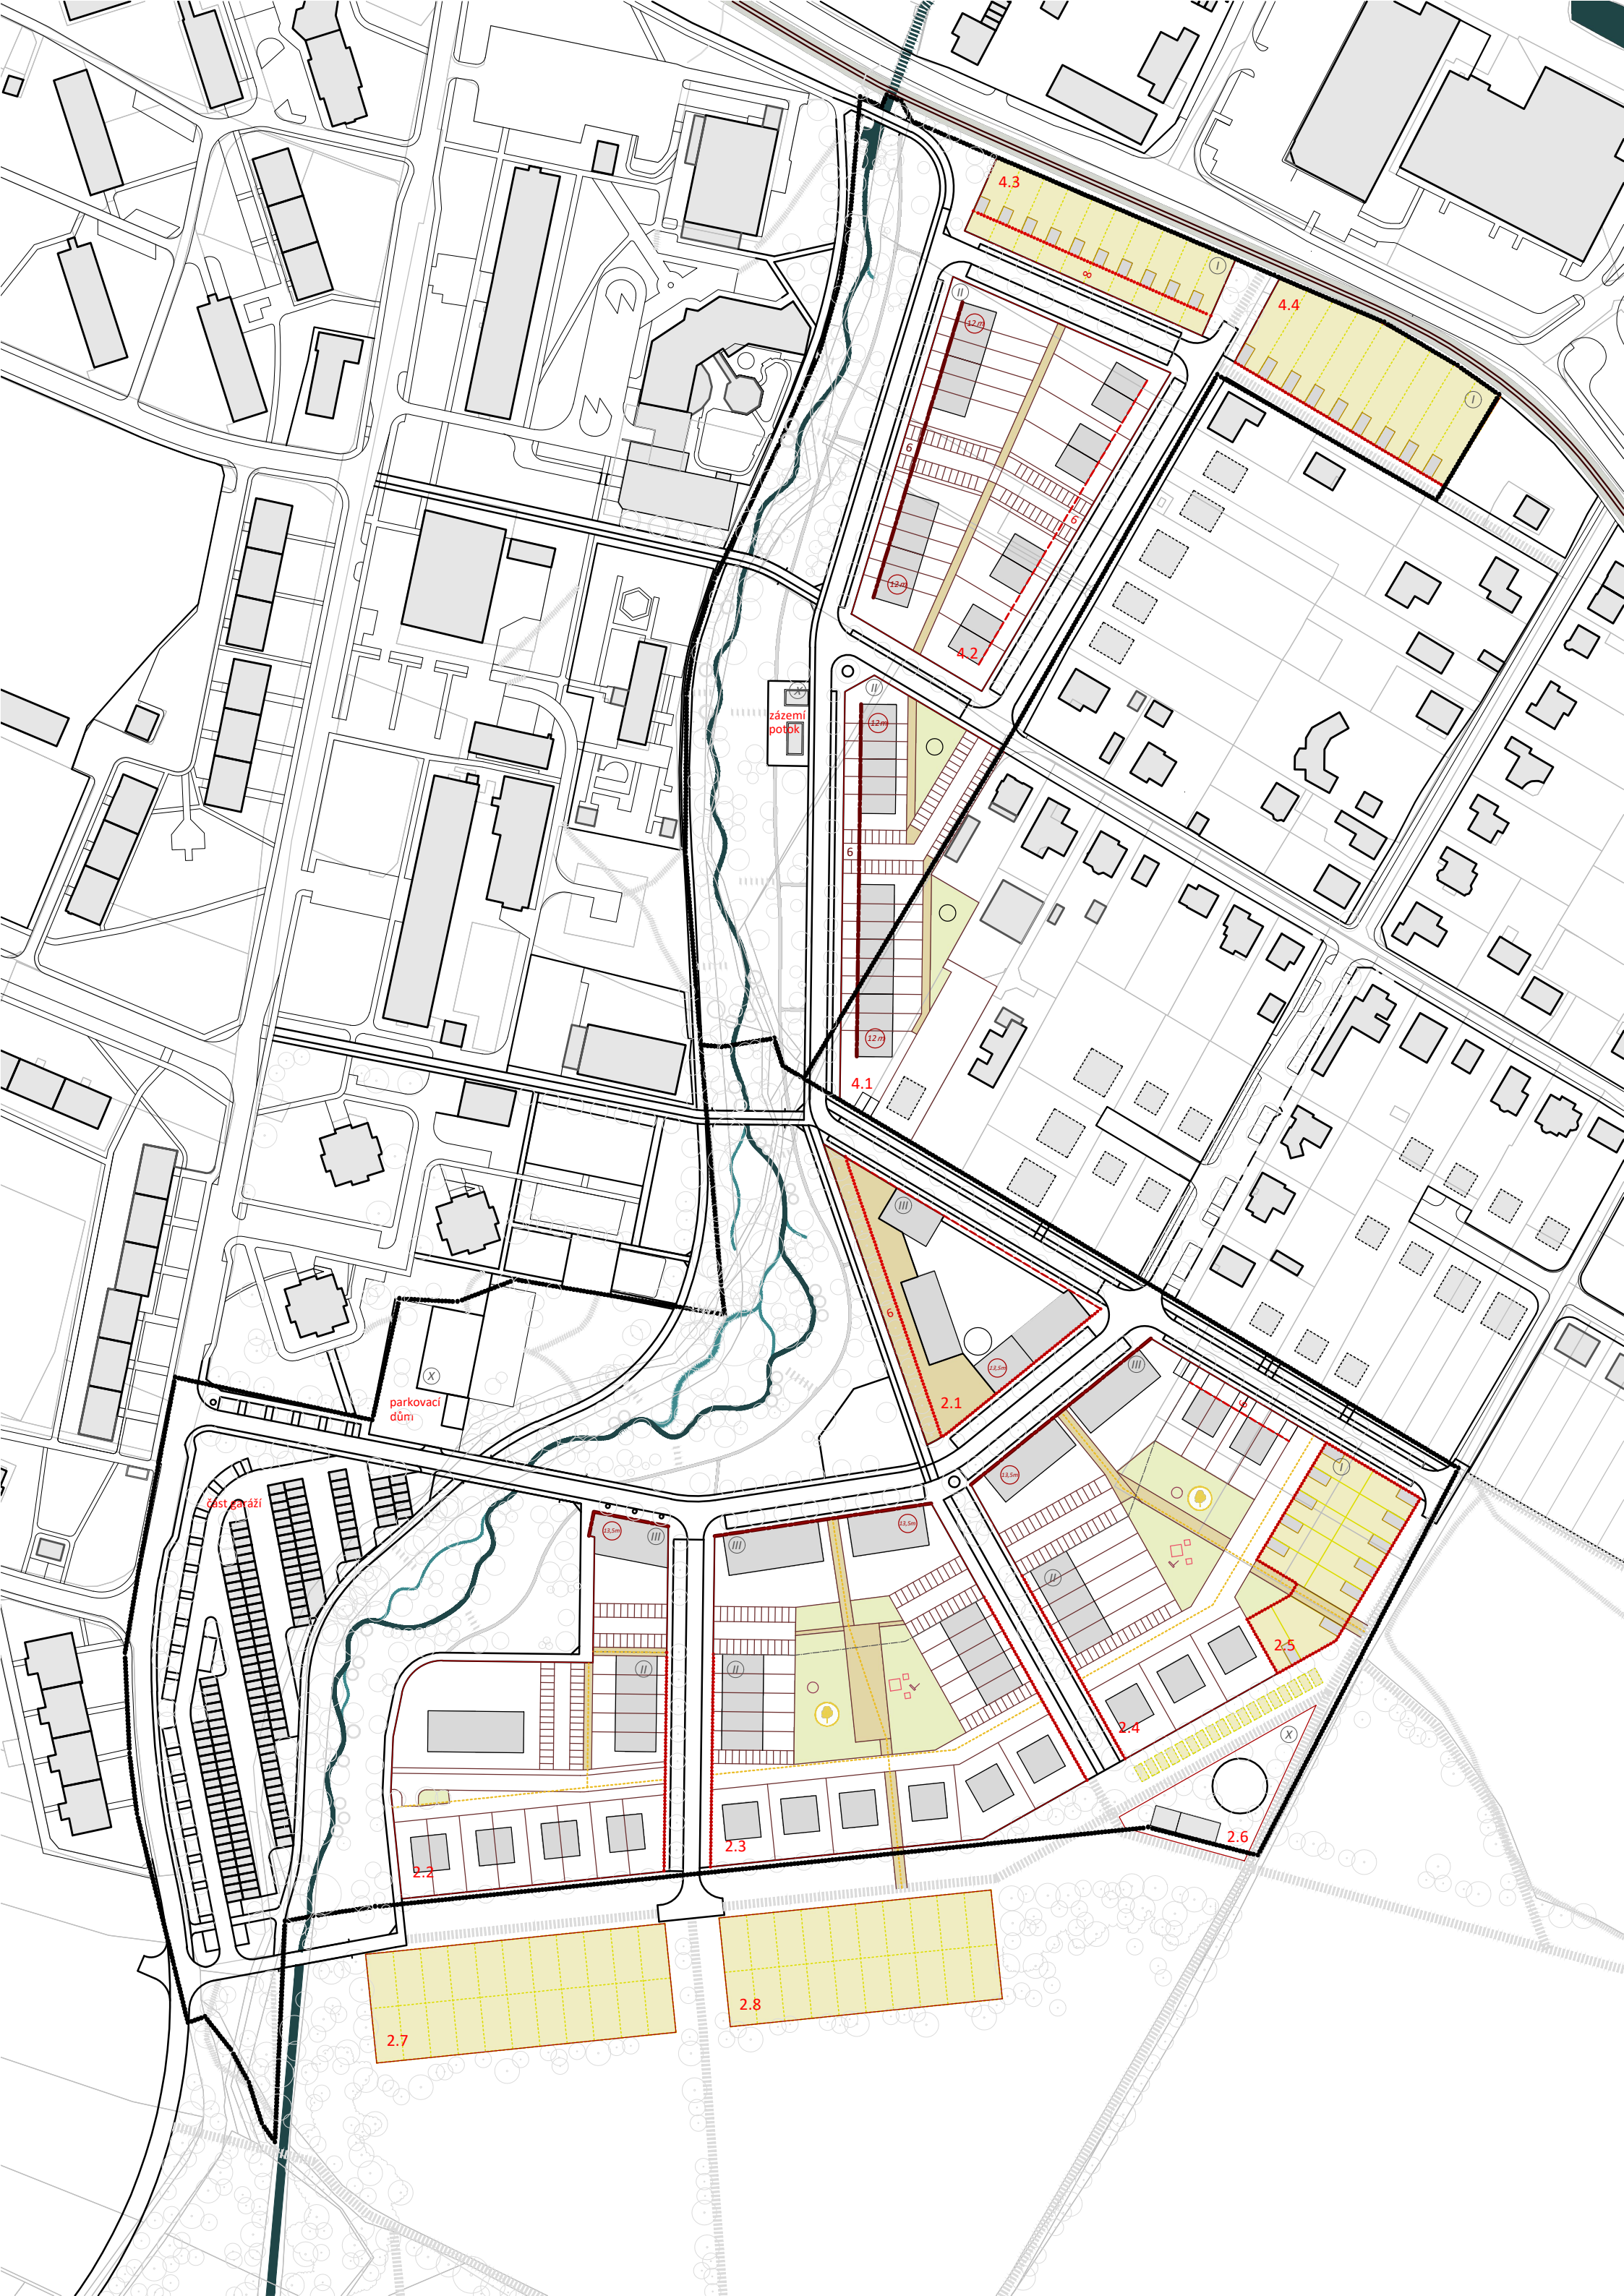 4.3
I
8
4.4
I
II
12 m
6
6
12 m
4.2
X
II
zázemí
potok
12 m
6
12 m
4.1
III
6
13,5m
2.1
X
parkovací
dům
III
6
13,5m
I
část garáží
13,5m
III
III
13,5m
II
2.5
II
II
2.4
X
2.6
2.2
2.3
2.8
2.7